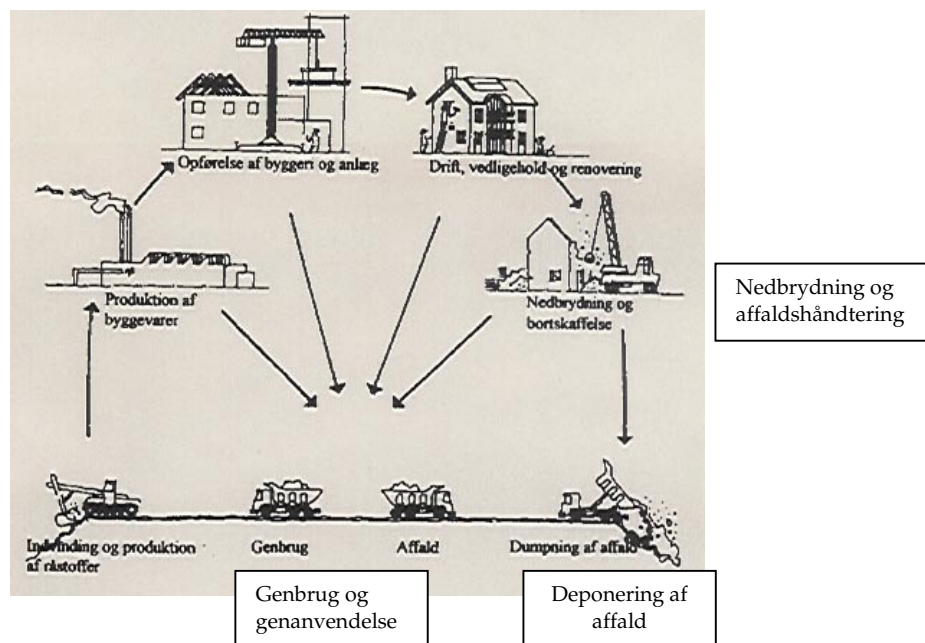 Opførelse af byggeri og anlæg
Drift, vedligehold og renovering
Produktion af
byggevarer
Nedbrydning og
bortskaffelse
Nedbrydning og
affaldshåndtering
Indvinding og produktion
af råstoffer
Genbrug
Affald
Dumpning af affald
Genbrug og
genanvendelse
Deponering af
affald